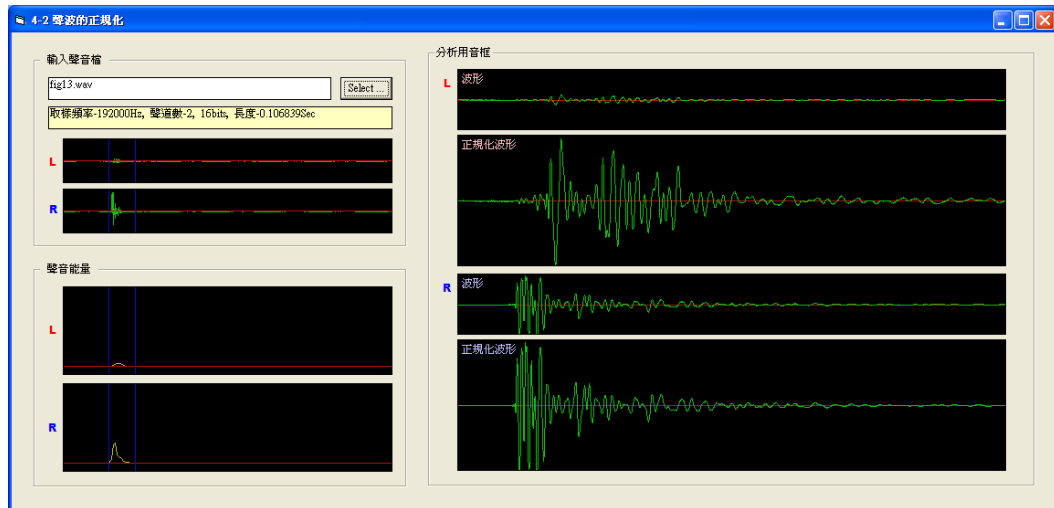 4-2 聲波的正規化
輸入聲音檔
fig13.wav
Select ...
取樣頻率-192000Hz, 聲道數-2, 16bits, 長度-0.106839Sec
L
R
聲音能量
L
R
分析用音框
L
波形
正規化波形
R
波形
正規化波形